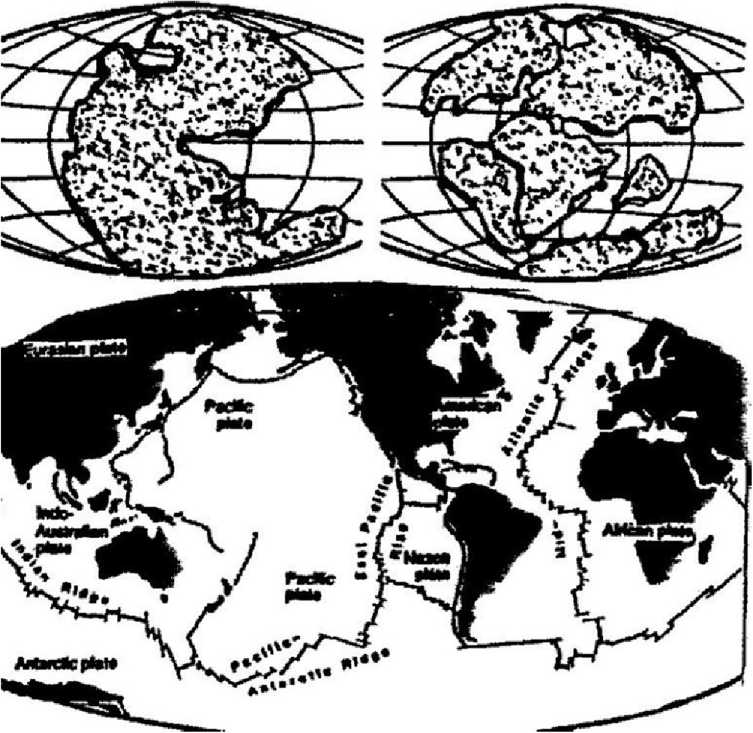 Eurasian plate
Pacific
plate
American
plate
Atlantic
Ridge
Mid-
Indo-
Australian
plate
Indian Ridge
East Pacific
Rise
Nazca
plate
African plate
Pacific
plate
Pacific-
Antarctic Ridge
Antarctic plate